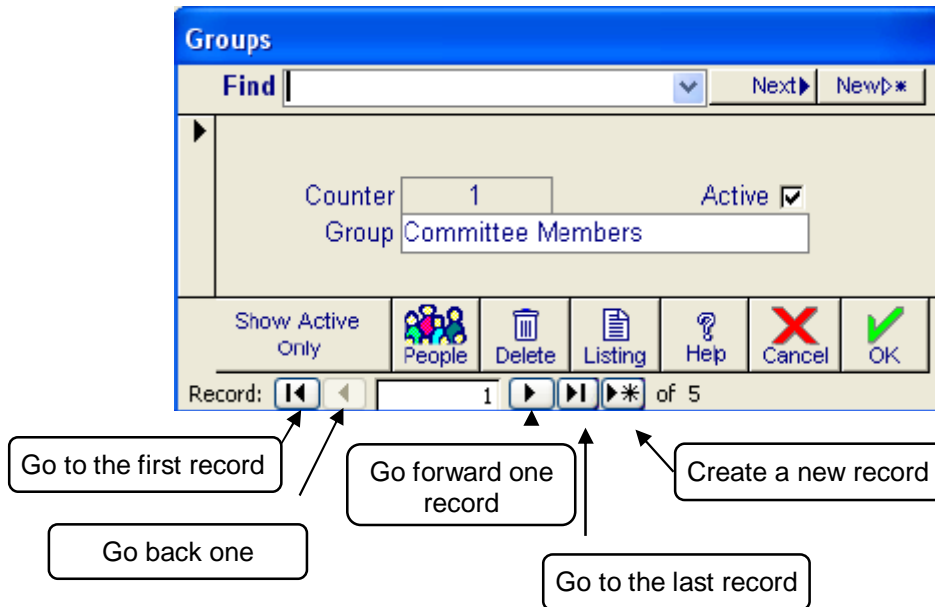 Groups
Find Next New
Counter 1 Active
Group Committee Members
Show Active
Only
People Delete Listing Help Cancel OK
Record: 1 of 5
Go to the first record
Go forward one
record
Create a new record
Go back one
Go to the last record